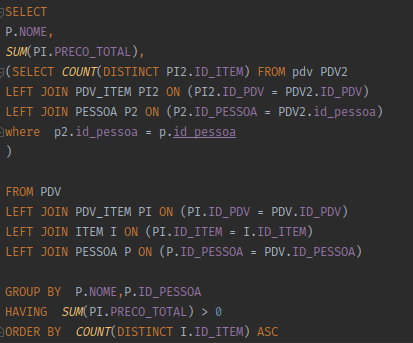 SELECT
P.NOME,
SUM(PI.PRECO_TOTAL),
(SELECT COUNT(DISTINCT PI2.ID_ITEM) FROM pdv PDV2
LEFT JOIN PDV_ITEM PI2 ON (PI2.ID_PDV = PDV2.ID_PDV)
LEFT JOIN PESSOA P2 ON (P2.ID_PESSOA = PDV2.id_pessoa)
where  p2.id_pessoa = p.id_pessoa
)
FROM PDV
LEFT JOIN PDV_ITEM PI ON (PI.ID_PDV = PDV.ID_PDV)
LEFT JOIN ITEM I ON (PI.ID_ITEM = I.ID_ITEM)
LEFT JOIN PESSOA P ON (P.ID_PESSOA = PDV.ID_PESSOA)
GROUP BY  P.NOME,P.ID_PESSOA
HAVING  SUM(PI.PRECO_TOTAL) > 0
ORDER BY  COUNT(DISTINCT I.ID_ITEM) ASC